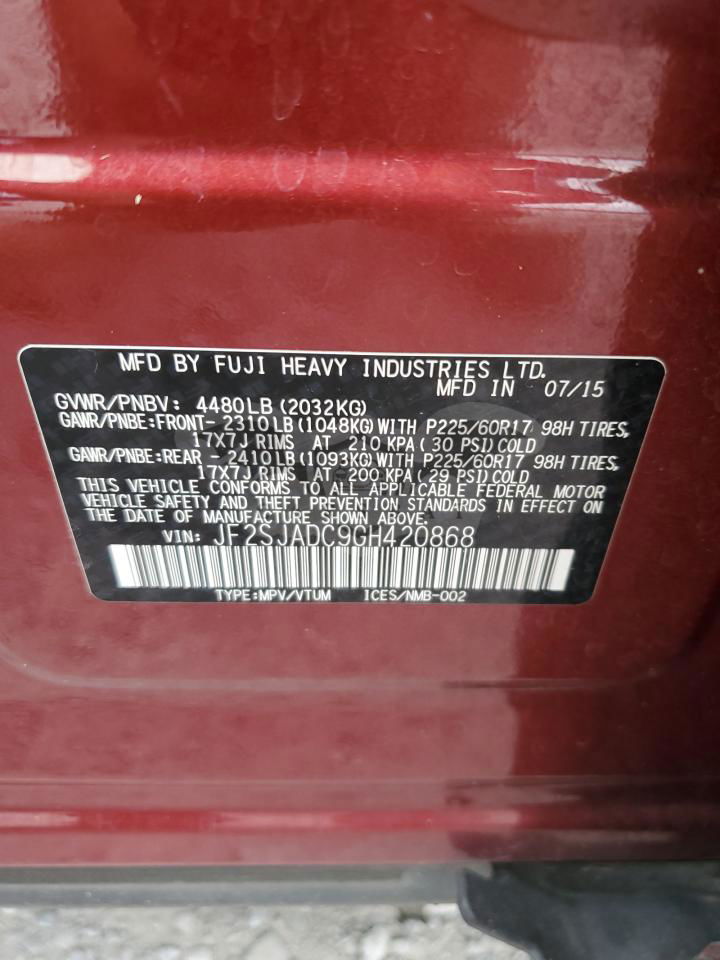 MFD BY FUJI HEAVY INDUSTRIES LTD.
MFD IN 07/15
GVWR/PNBV: 4480LB(2032KG)
GAWR/PNBE:FRONT- 2310LB(1048KG)WITH P225/60R17 98H TIRES,
17X7J RIMS AT 210 KPA(30 PSI)COLD
GAWR/PNBE:REAR -2410LB(1093KG)WITH P225/60R17 98H TIRES,
17X7J RIMS AT 200 KPA(29 PSI)COLD
THIS VEHICLE CONFORMS TO ALL APPLICABLE FEDERAL MOTOR
VEHICLE SAFETY AND THEFT PREVENTION STANDARDS IN EFFECT ON
THE DATE OF MANUFACTURE SHOWN ABOVE.
VIN: JF2SJADC9GH420868
TYPE:MPV/VTUM ICES/NMB-002